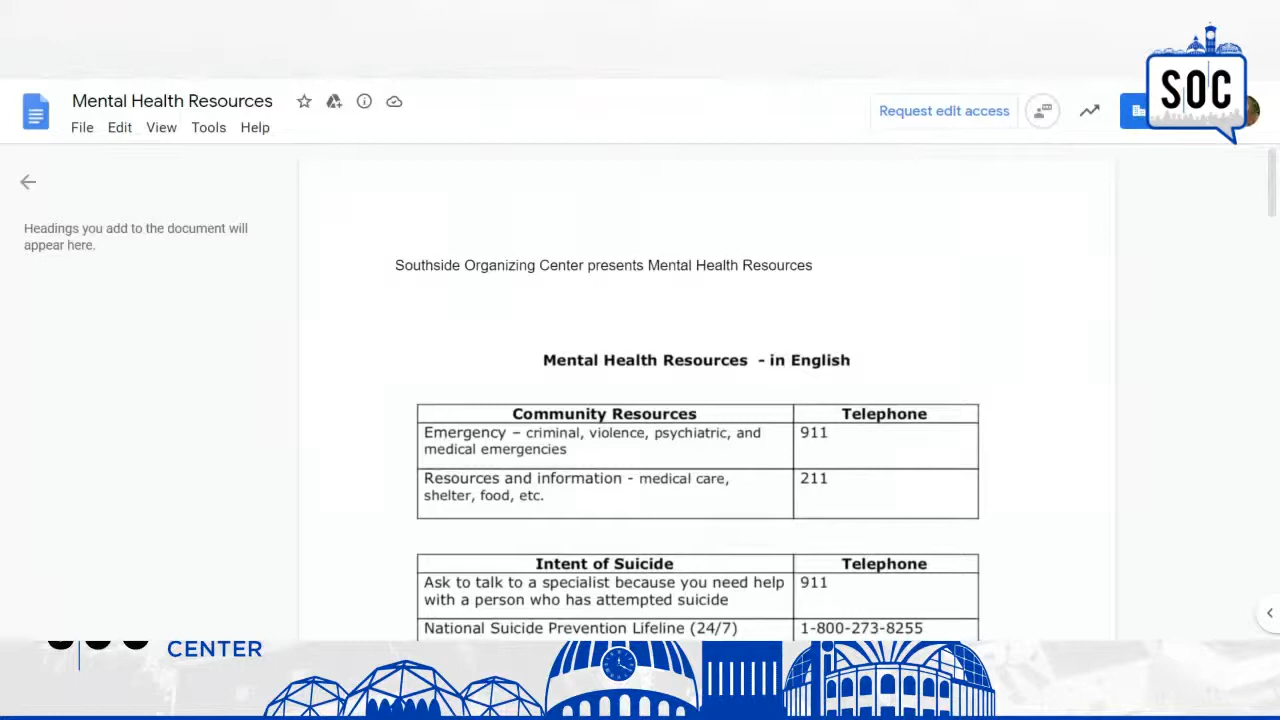 SOC
Mental Health Resources
File Edit View Tools Help
Request edit access
Headings you add to the document will
appear here.
Southside Organizing Center presents Mental Health Resources
Mental Health Resources - in English
Community Resources Telephone
Emergency – criminal, violence, psychiatric, and 911
medical emergencies
Resources and information - medical care, 211
shelter, food, etc.
Intent of Suicide Telephone
Ask to talk to a specialist because you need help 911
with a person who has attempted suicide
National Suicide Prevention Lifeline (24/7) 1-800-273-8255
CENTER